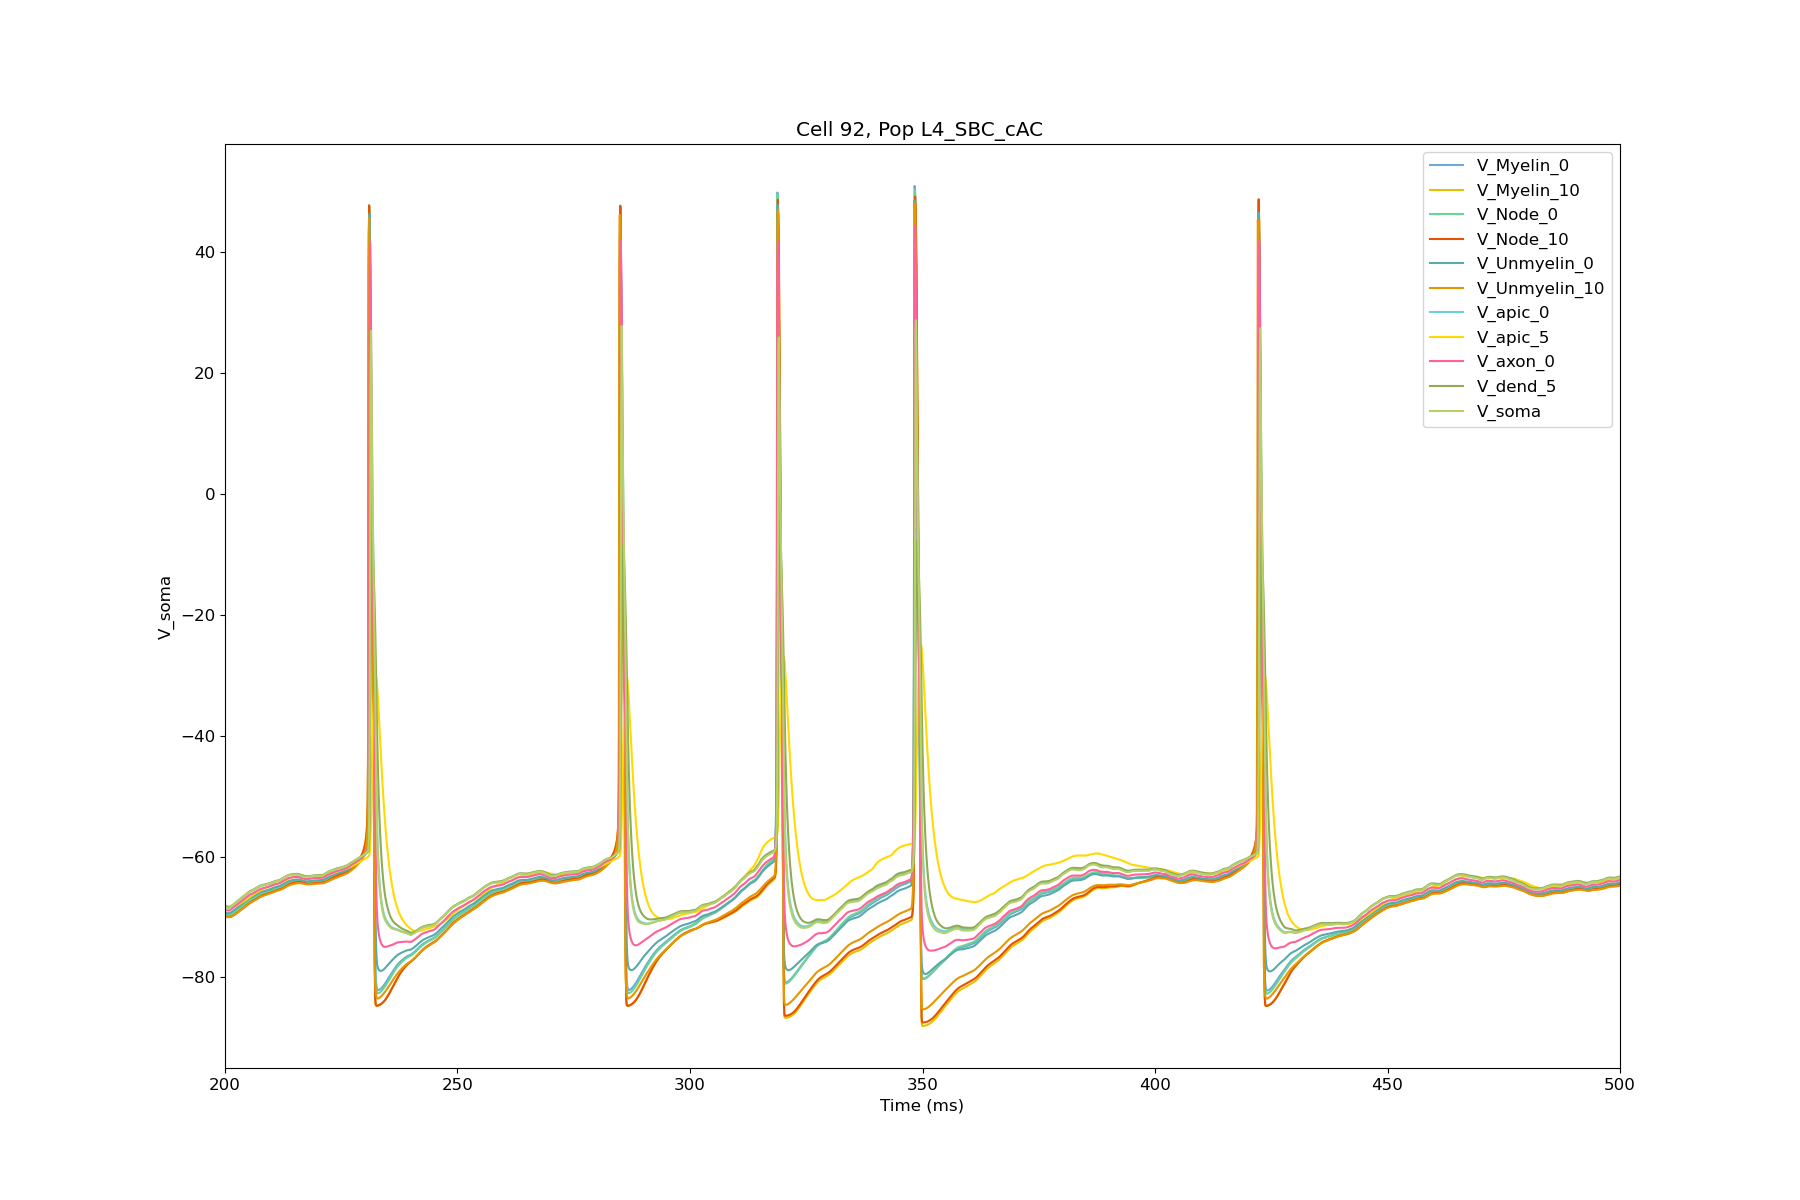 Cell 92, Pop L4_SBC_cAC
V_Myelin_0
V_Myelin_10
V_Node_0
V_Node_10
V_Unmyelin_0
V_Unmyelin_10
V_apic_0
V_apic_5
V_axon_0
V_dend_5
V_soma
40
20
0
−20
−40
−60
−80
V_soma
200 250 300 350 400 450 500
Time (ms)